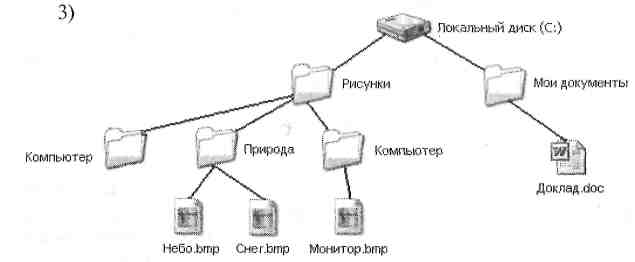 3)
Локальный диск (C:)
Рисунки
Мои документы
Компьютер
Природа
Компьютер
Доклад.doc
Небо.bmp
Снег.bmp
Монитор.bmp